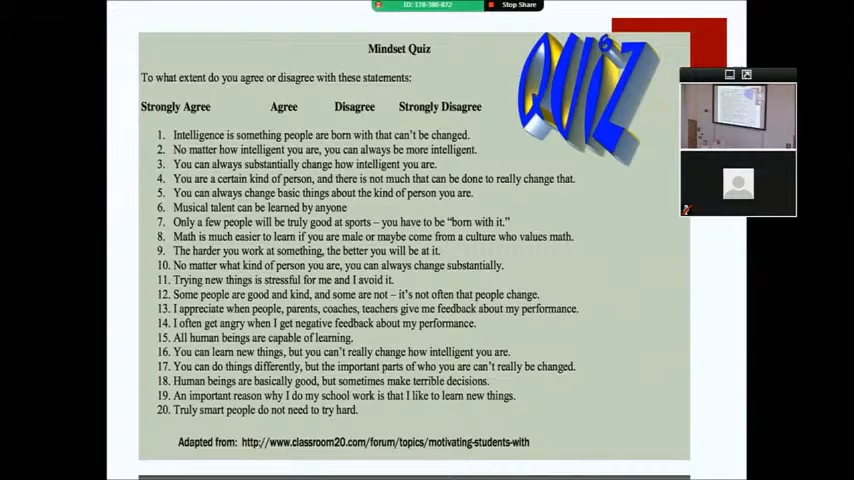 ID: 178-380-872
Stop Share
QUIZ
Mindset Quiz
To what extent do you agree or disagree with these statements:
Strongly Agree Agree Disagree Strongly Disagree
1. Intelligence is something people are born with that can't be changed.
2. No matter how intelligent you are, you can always be more intelligent.
3. You can always substantially change how intelligent you are.
4. You are a certain kind of person, and there is not much that can be done to really change that.
5. You can always change basic things about the kind of person you are.
6. Musical talent can be learned by anyone
7. Only a few people will be truly good at sports – you have to be "born with it."
8. Math is much easier to learn if you are male or maybe come from a culture who values math.
9. The harder you work at something, the better you will be at it.
10. No matter what kind of person you are, you can always change substantially.
11. Trying new things is stressful for me and I avoid it.
12. Some people are good and kind, and some are not – it's not often that people change.
13. I appreciate when people, parents, coaches, teachers give me feedback about my performance.
14. I often get angry when I get negative feedback about my performance.
15. All human beings are capable of learning.
16. You can learn new things, but you can't really change how intelligent you are.
17. You can do things differently, but the important parts of who you are can't really be changed.
18. Human beings are basically good, but sometimes make terrible decisions.
19. An important reason why I do my school work is that I like to learn new things.
20. Truly smart people do not need to try hard.
Adapted from: http://www.classroom20.com/forum/topics/motivating-students-with